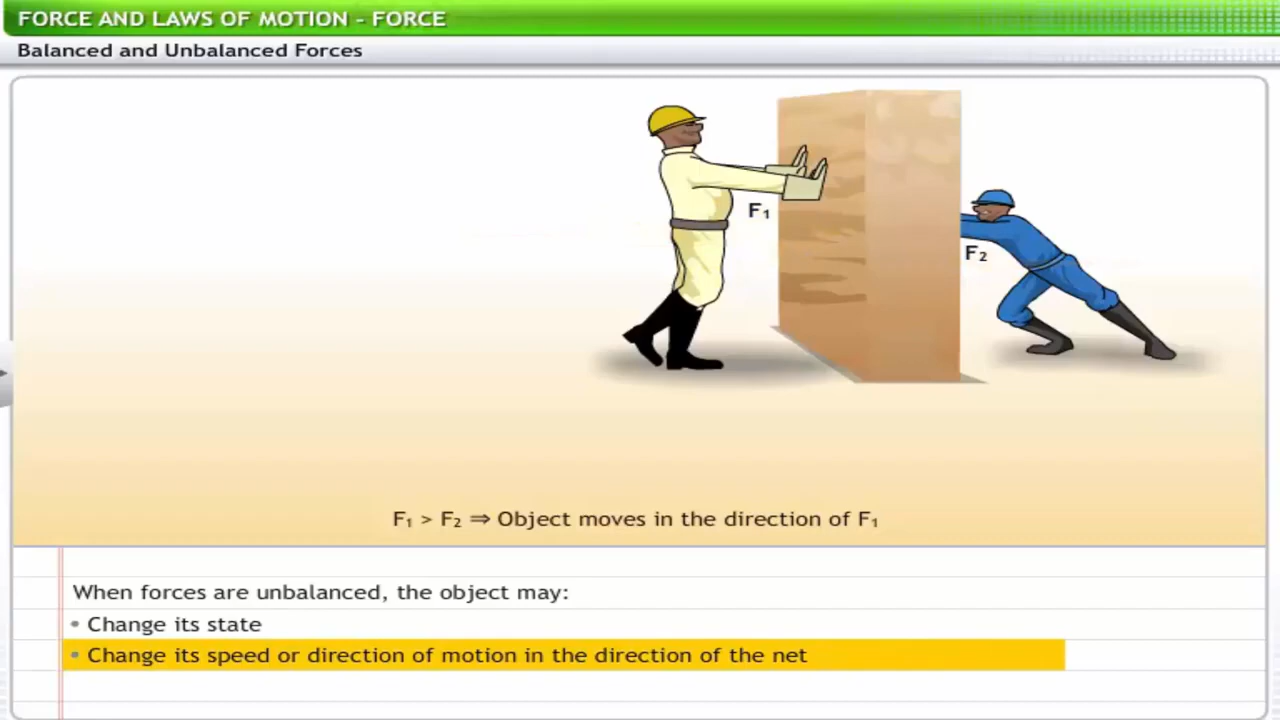 FORCE AND LAWS OF MOTION – FORCE
Balanced and Unbalanced Forces
F₁
F₂
F₁ > F₂ ⇒ Object moves in the direction of F₁
When forces are unbalanced, the object may:
• Change its state
• Change its speed or direction of motion in the direction of the net